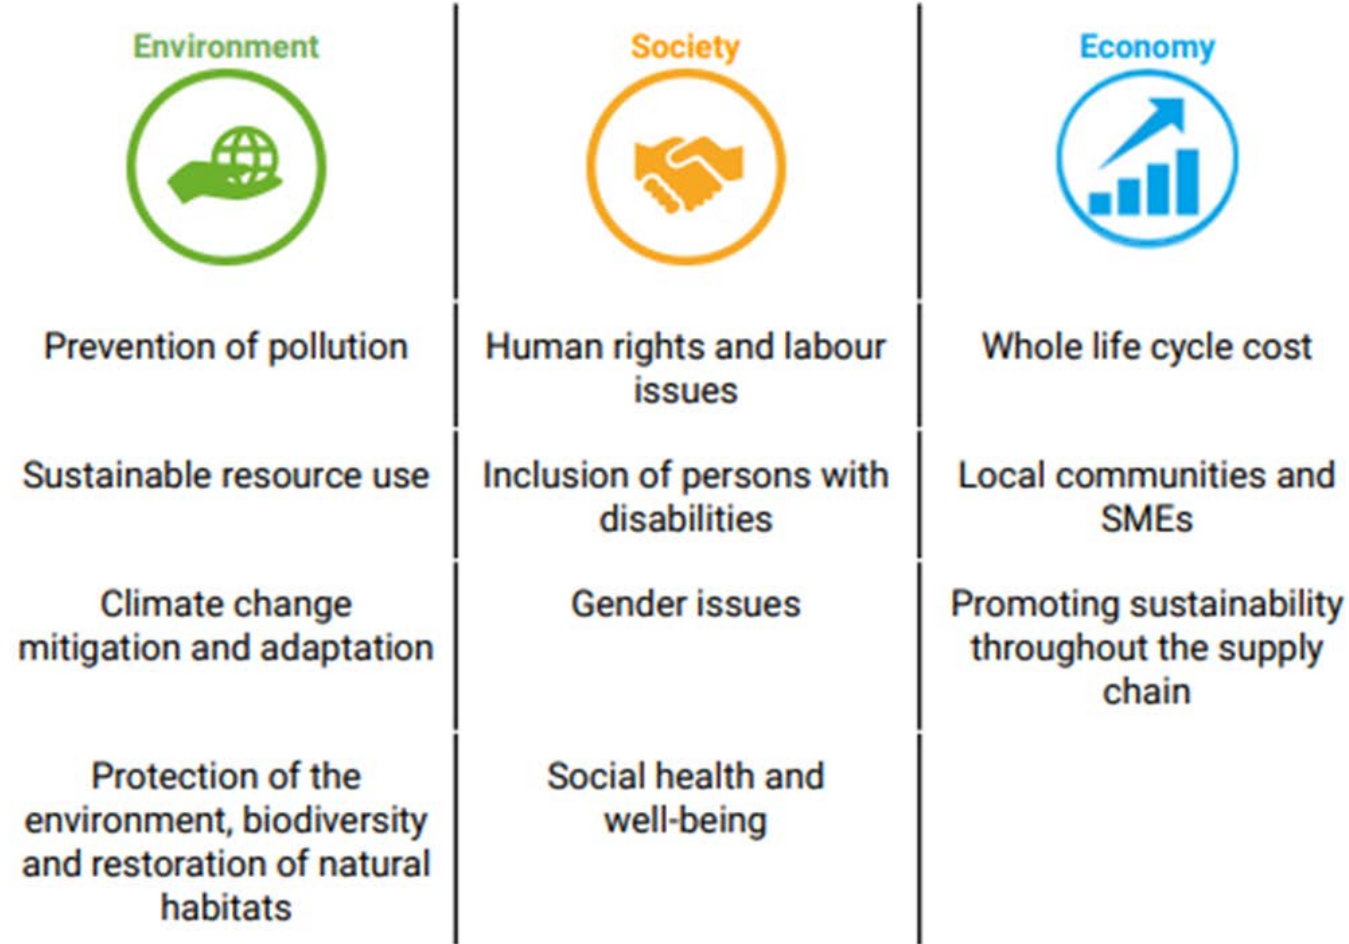 Environment
Society
Economy
Prevention of pollution
Human rights and labour
issues
Whole life cycle cost
Sustainable resource use
Inclusion of persons with
disabilities
Local communities and
SMEs
Climate change
mitigation and adaptation
Gender issues
Promoting sustainability
throughout the supply
chain
Protection of the
environment, biodiversity
and restoration of natural
habitats
Social health and
well-being